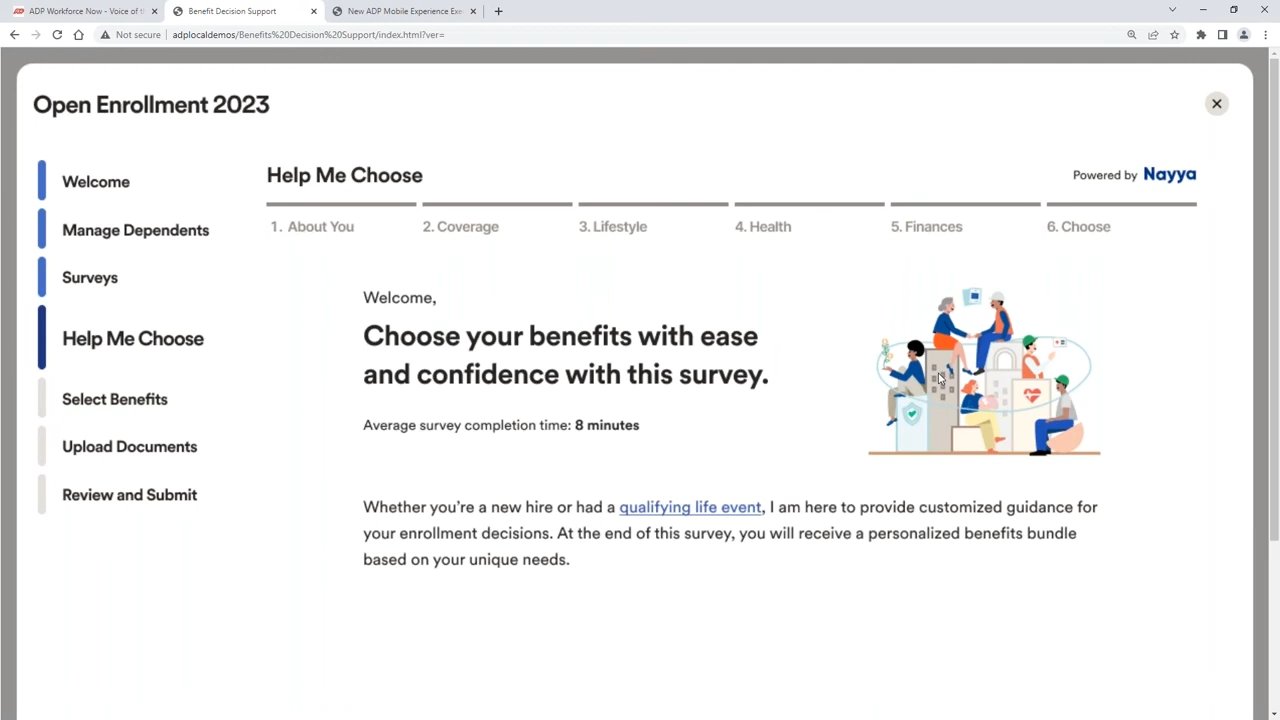 ADP Workforce Now - Voice of t
Benefit Decision Support
New ADP Mobile Experience Exe
Not secure
adplocaldemos/Benefits%20Decision%20Support/index.html?ver=
Open Enrollment 2023
Welcome
Manage Dependents
Surveys
Help Me Choose
Select Benefits
Upload Documents
Review and Submit
Help Me Choose
Powered by Nayya
1. About You
2. Coverage
3. Lifestyle
4. Health
5. Finances
6. Choose
Welcome,
Choose your benefits with ease
and confidence with this survey.
Average survey completion time: 8 minutes
Whether you’re a new hire or had a qualifying life event, I am here to provide customized guidance for
your enrollment decisions. At the end of this survey, you will receive a personalized benefits bundle
based on your unique needs.